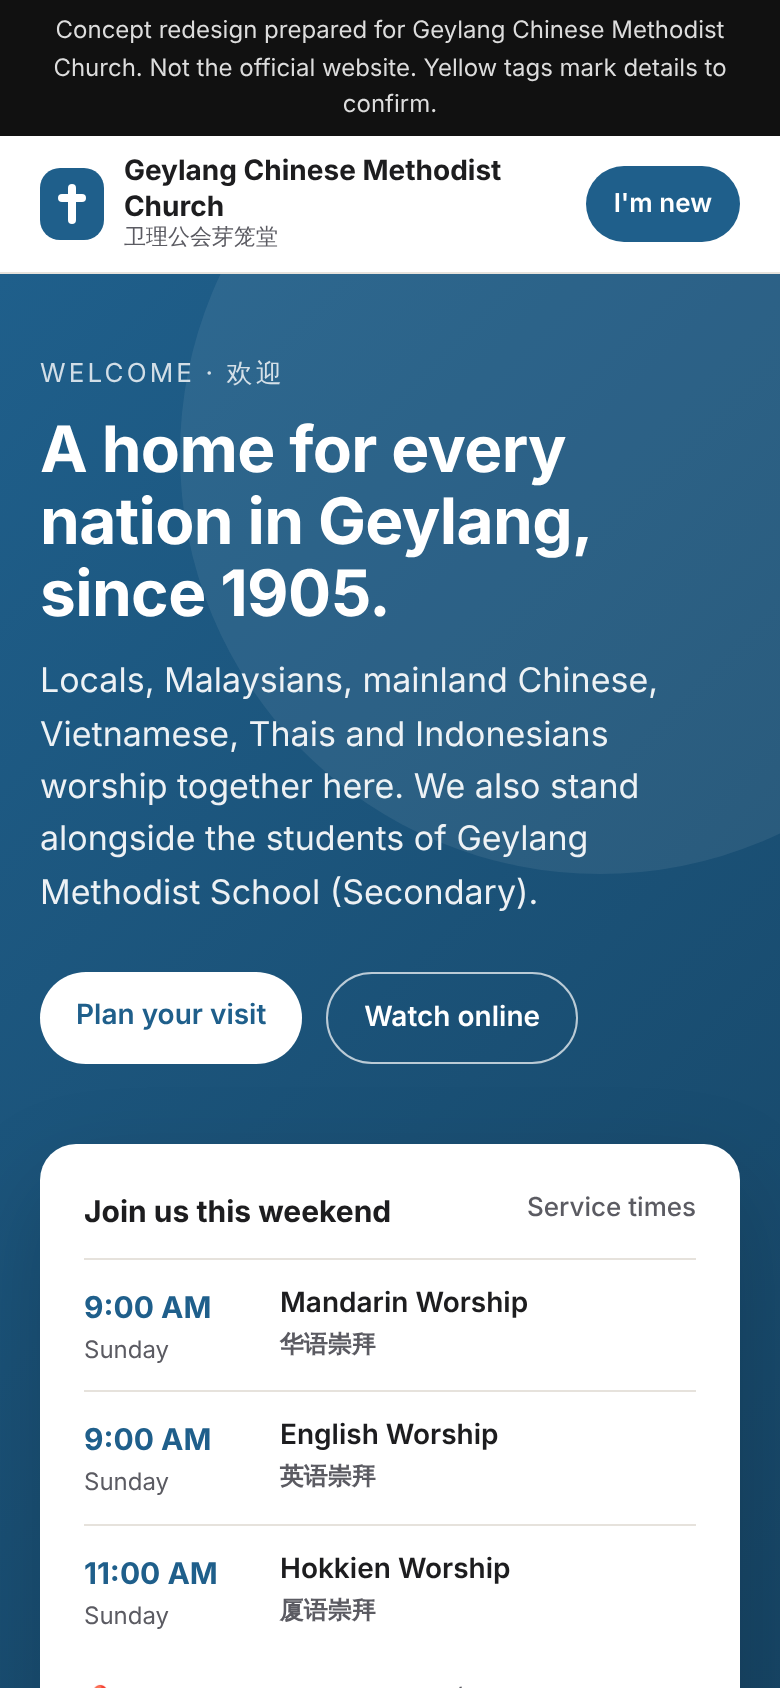 Concept redesign prepared for Geylang Chinese Methodist
Church. Not the official website. Yellow tags mark details to
confirm.
Geylang Chinese Methodist
Church
卫理公会芽笼堂
I'm new
WELCOME · 欢迎
A home for every
nation in Geylang,
since 1905.
Locals, Malaysians, mainland Chinese,
Vietnamese, Thais and Indonesians
worship together here. We also stand
alongside the students of Geylang
Methodist School (Secondary).
Plan your visit
Watch online
Join us this weekend
Service times
9:00 AM
Mandarin Worship
Sunday
华语崇拜
9:00 AM
English Worship
Sunday
英语崇拜
11:00 AM
Hokkien Worship
Sunday
厦语崇拜